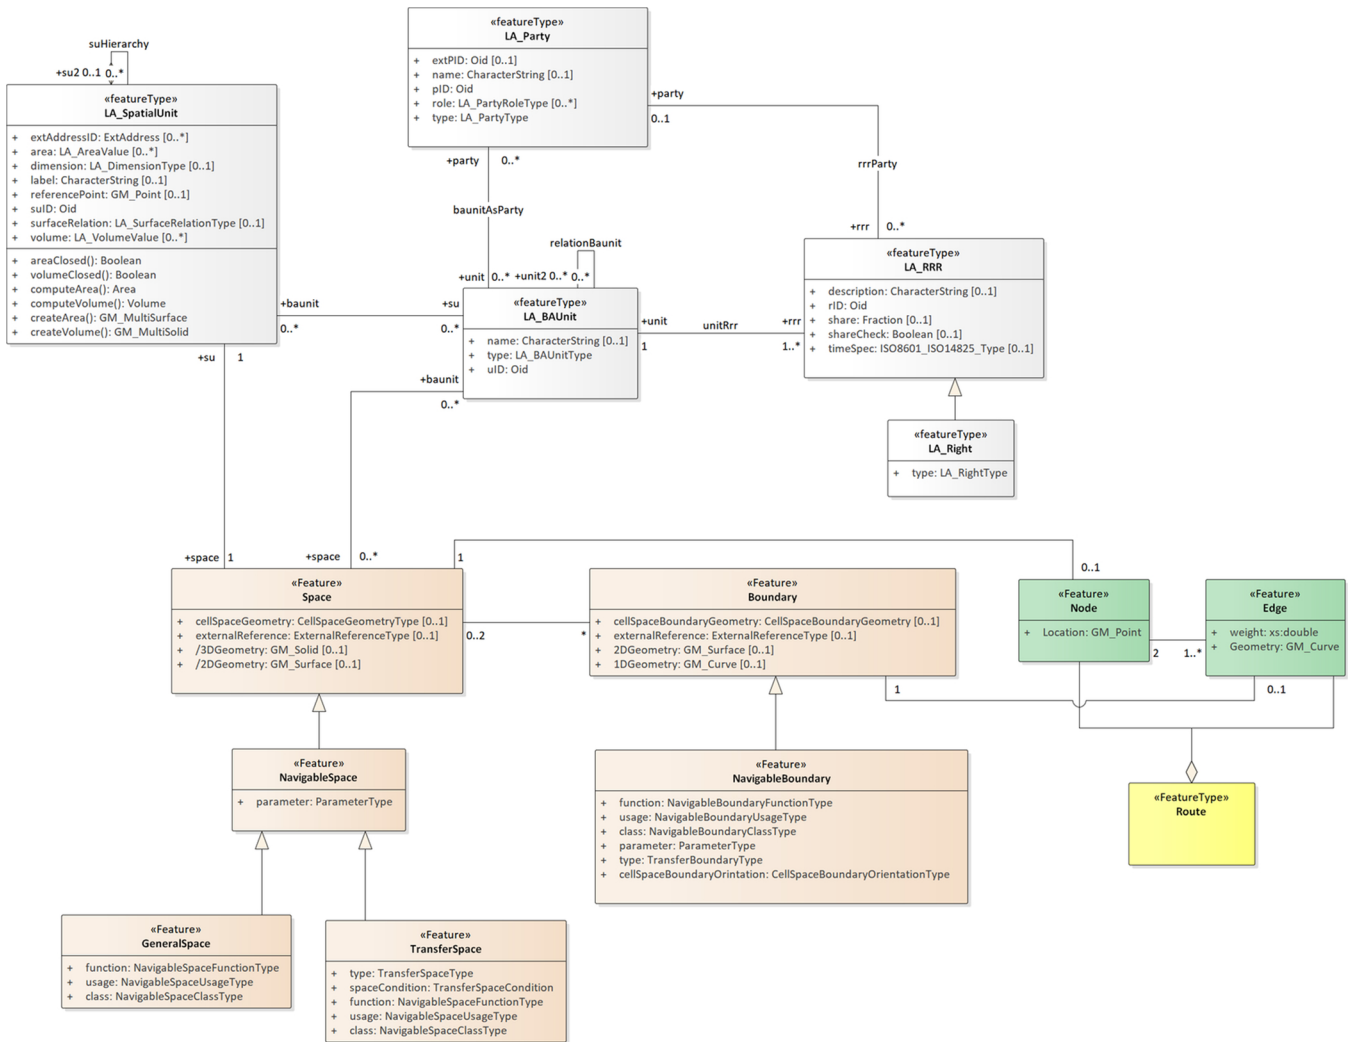 suHierarchy
+su2 0..1 0..*
«featureType»
LA_SpatialUnit
+ extAddressID: ExtAddress [0..*]
+ area: LA_AreaValue [0..*]
+ dimension: LA_DimensionType [0..1]
+ label: CharacterString [0..1]
+ referencePoint: GM_Point [0..1]
+ suID: Oid
+ surfaceRelation: LA_SurfaceRelationType [0..1]
+ volume: LA_VolumeValue [0..*]
+ areaClosed(): Boolean
+ volumeClosed(): Boolean
+ computeArea(): Area
+ computeVolume(): Volume
+ createArea(): GM_MultiSurface
+ createVolume(): GM_MultiSolid
«featureType»
LA_Party
+ extPID: Oid [0..1]
+ name: CharacterString [0..1]
+ pID: Oid
+ role: LA_PartyRoleType [0..*]
+ type: LA_PartyType
+party
0..1
rrrParty
+rrr 0..*
+party 0..*
baunitAsParty
relationBaunit
+unit 0..* +unit2 0..* 0..*
«featureType»
LA_BAUnit
+ name: CharacterString [0..1]
+ type: LA_BAUnitType
+ uID: Oid
+baunit +su
0..* 0..*
+unit unitRrr +rrr
1 1..*
«featureType»
LA_RRR
+ description: CharacterString [0..1]
+ rID: Oid
+ share: Fraction [0..1]
+ shareCheck: Boolean [0..1]
+ timeSpec: ISO8601_ISO14825_Type [0..1]
«featureType»
LA_Right
+ type: LA_RightType
+su 1
+baunit
0..*
+space 1
+space 0..*
1
0..1
«Feature»
Space
+ cellSpaceGeometry: CellSpaceGeometryType [0..1]
+ externalReference: ExternalReferenceType [0..1]
+ /3DGeometry: GM_Solid [0..1]
+ /2DGeometry: GM_Surface [0..1]
0..2 *
«Feature»
Boundary
+ cellSpaceBoundaryGeometry: CellSpaceBoundaryGeometry [0..1]
+ externalReference: ExternalReferenceType [0..1]
+ 2DGeometry: GM_Surface [0..1]
+ 1DGeometry: GM_Curve [0..1]
«Feature»
Node
+ Location: GM_Point
2 1..*
«Feature»
Edge
+ weight: xs:double
+ Geometry: GM_Curve
1 0..1
«Feature»
NavigableSpace
+ parameter: ParameterType
«Feature»
NavigableBoundary
+ function: NavigableBoundaryFunctionType
+ usage: NavigableBoundaryUsageType
+ class: NavigableBoundaryClassType
+ parameter: ParameterType
+ type: TransferBoundaryType
+ cellSpaceBoundaryOrintation: CellSpaceBoundaryOrientationType
«FeatureType»
Route
«Feature»
GeneralSpace
+ function: NavigableSpaceFunctionType
+ usage: NavigableSpaceUsageType
+ class: NavigableSpaceClassType
«Feature»
TransferSpace
+ type: TransferSpaceType
+ spaceCondition: TransferSpaceCondition
+ function: NavigableSpaceFunctionType
+ usage: NavigableSpaceUsageType
+ class: NavigableSpaceClassType